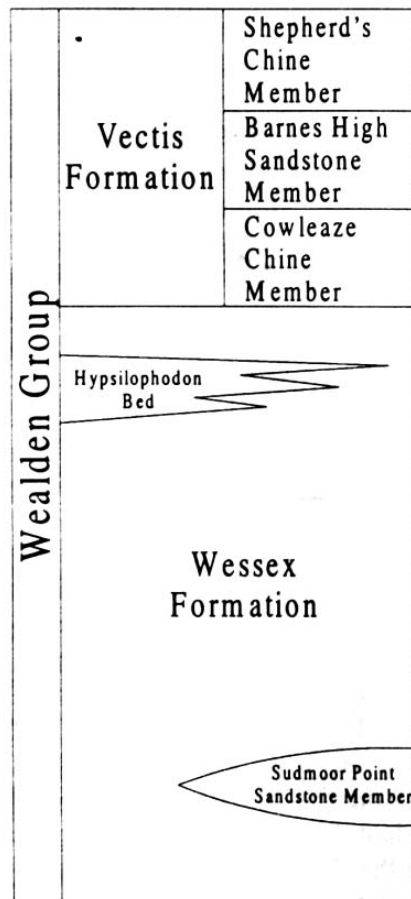 Wealden Group
Vectis
Formation
Shepherd's
Chine
Member
Barnes High
Sandstone
Member
Cowleaze
Chine
Member
Hypsilophodon
Bed
Wessex
Formation
Sudmoor Point
Sandstone Member